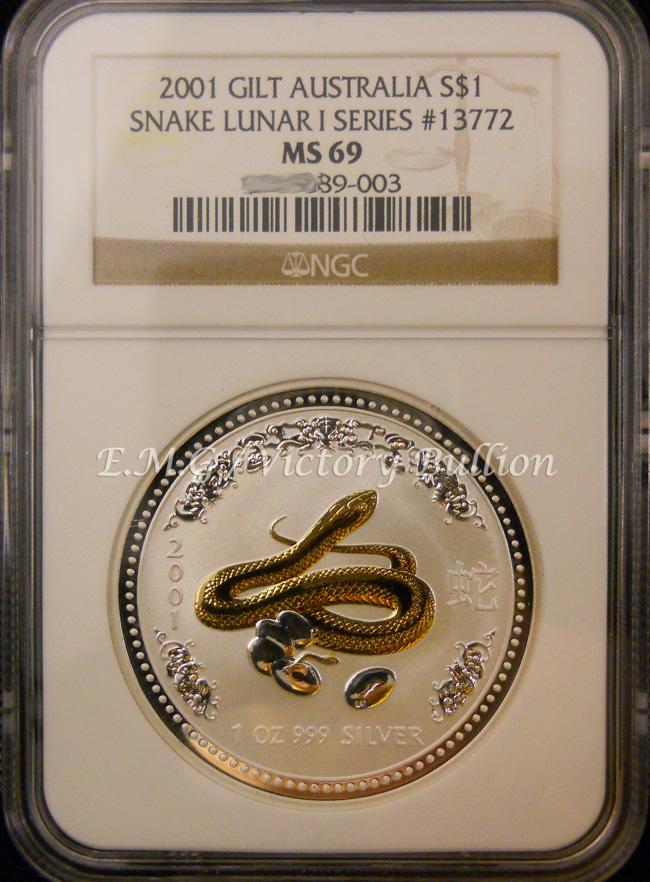 2001 GILT AUSTRALIA S$1
SNAKE LUNAR I SERIES #13772
MS 69
89-003
NGC
E.M.G / Victory Bullion
2001
蛇
1 OZ 999 SILVER